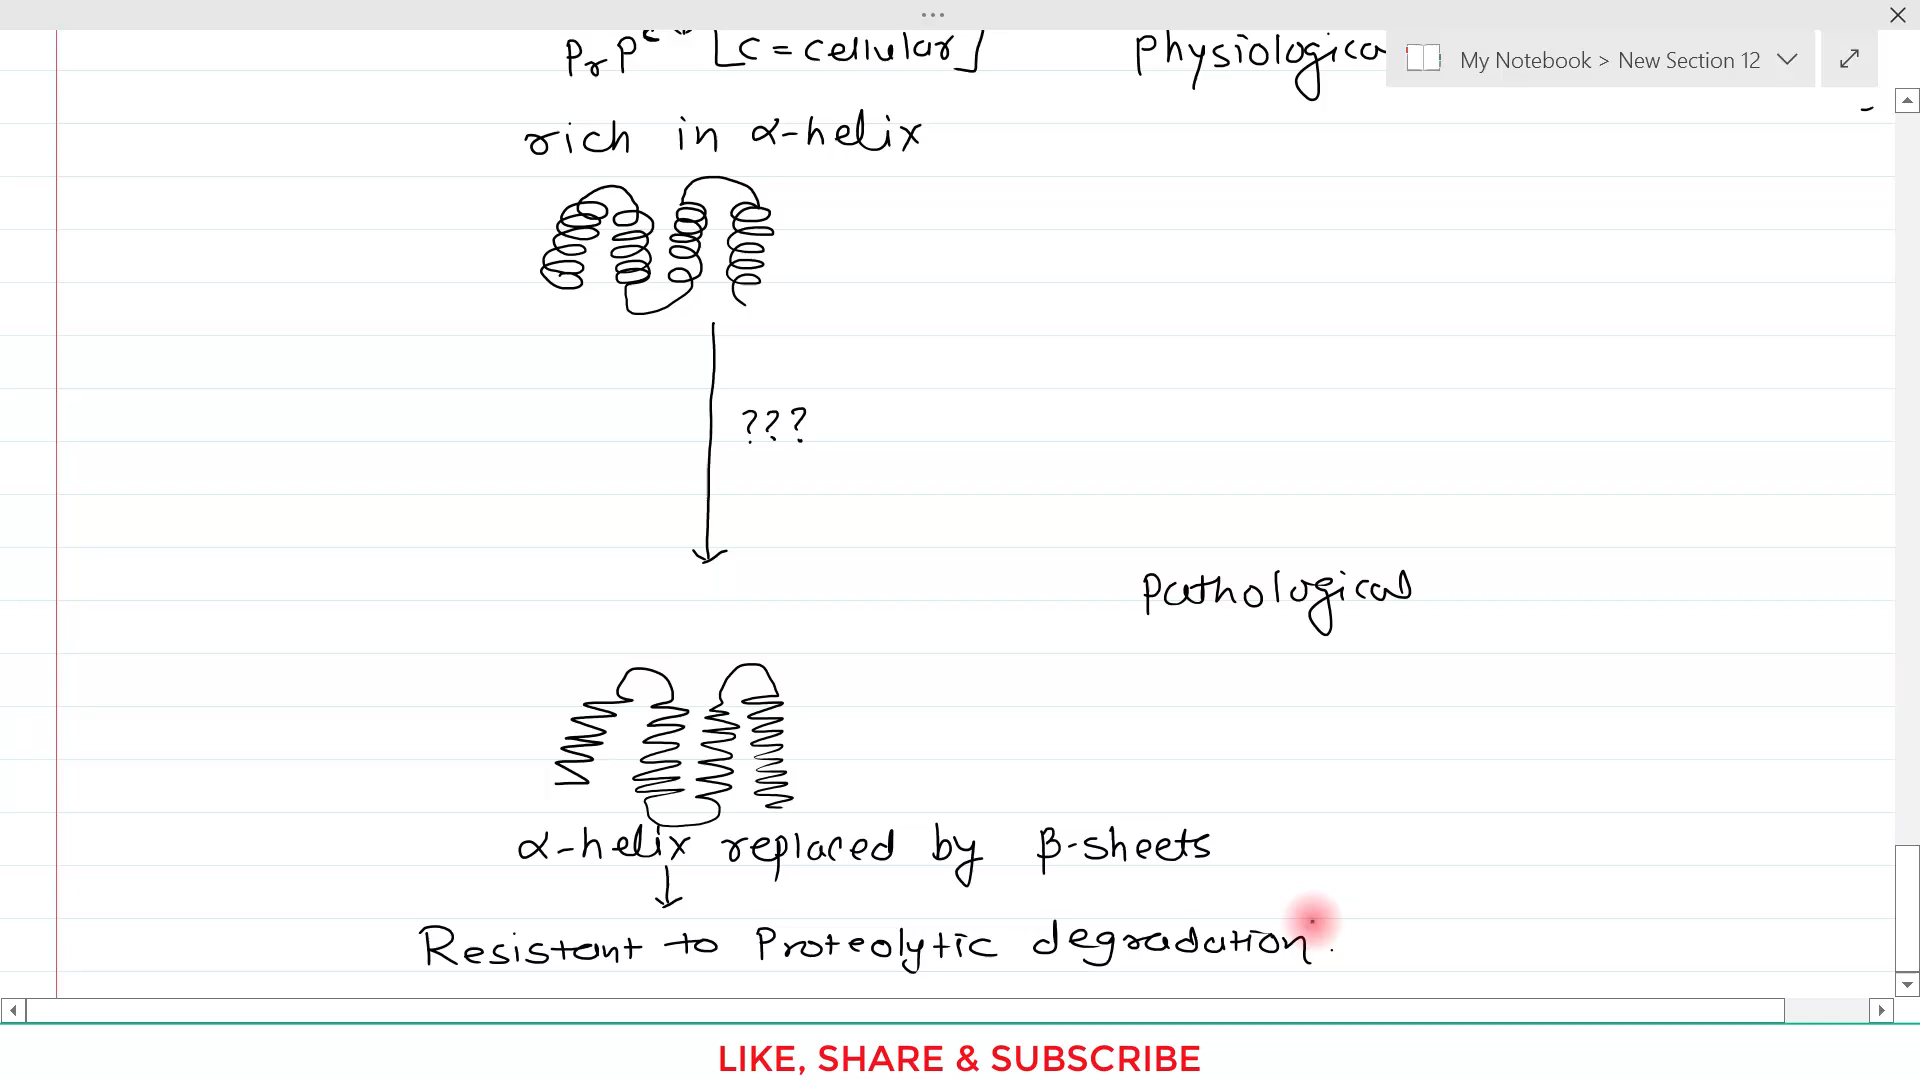 PrP^c [C = cellular] Physiologica
My Notebook > New Section 12
rich in α-helix
???
Pathological
α-helix replaced by β-sheets
Resistant to Proteolytic degradation.
LIKE, SHARE & SUBSCRIBE